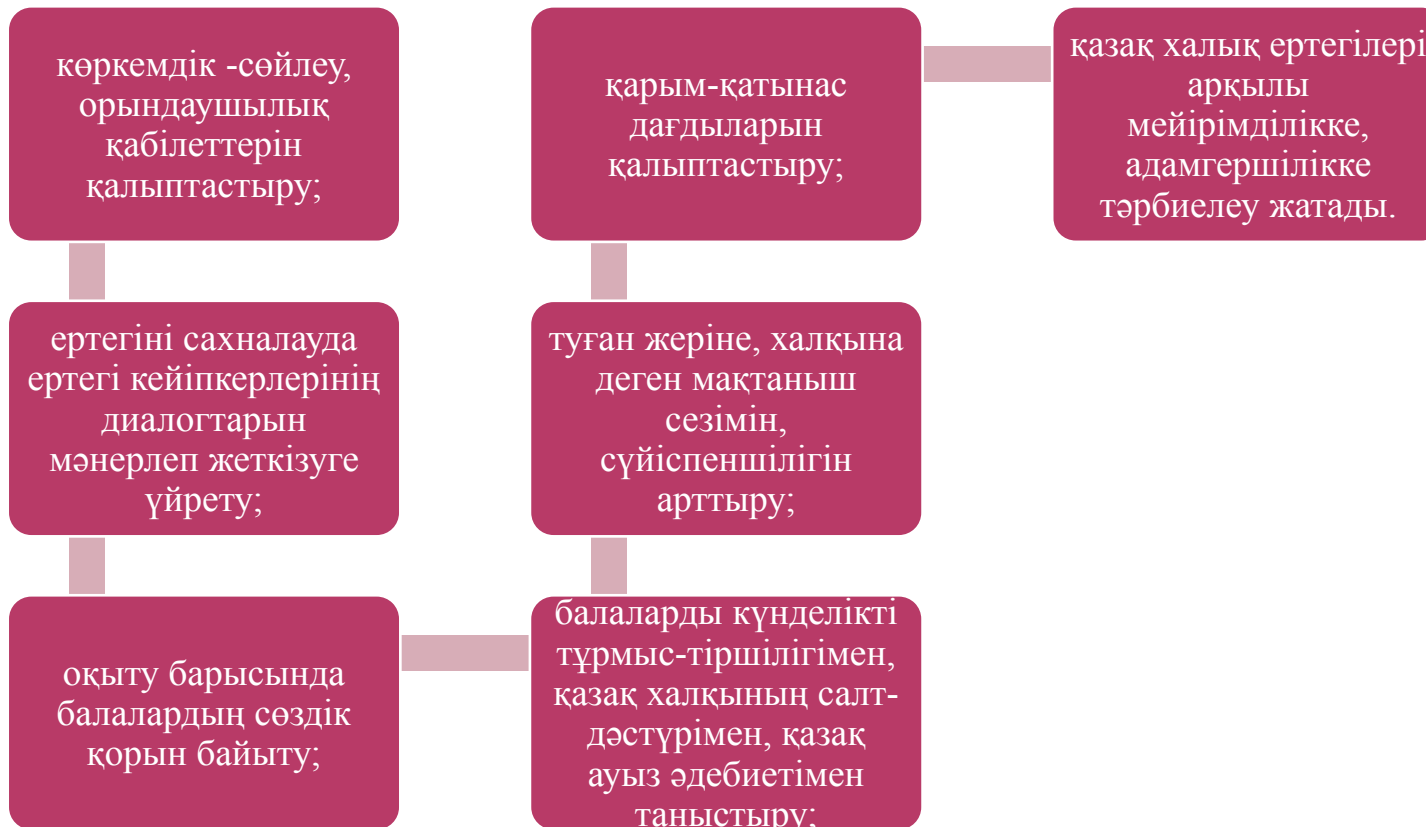 көркемдік -сөйлеу,
орындаушылық
қабілеттерін
қалыптастыру;
ертегіні сахналауда
ертегі кейіпкерлерінің
диалогтарын
мәнерлеп жеткізуге
үйрету;
оқыту барысында
балалардың сөздік
қорын байыту;
балаларды күнделікті
тұрмыс-тіршілігімен,
қазақ халқының салт-
дәстүрімен, қазақ
ауыз әдебиетімен
таныстыру;
туған жеріне, халқына
деген мақтаныш
сезімін,
сүйіспеншілігін
арттыру;
қарым-қатынас
дағдыларын
қалыптастыру;
қазақ халық ертегілері
арқылы
мейірімділікке,
адамгершілікке
тәрбиелеу жатады.